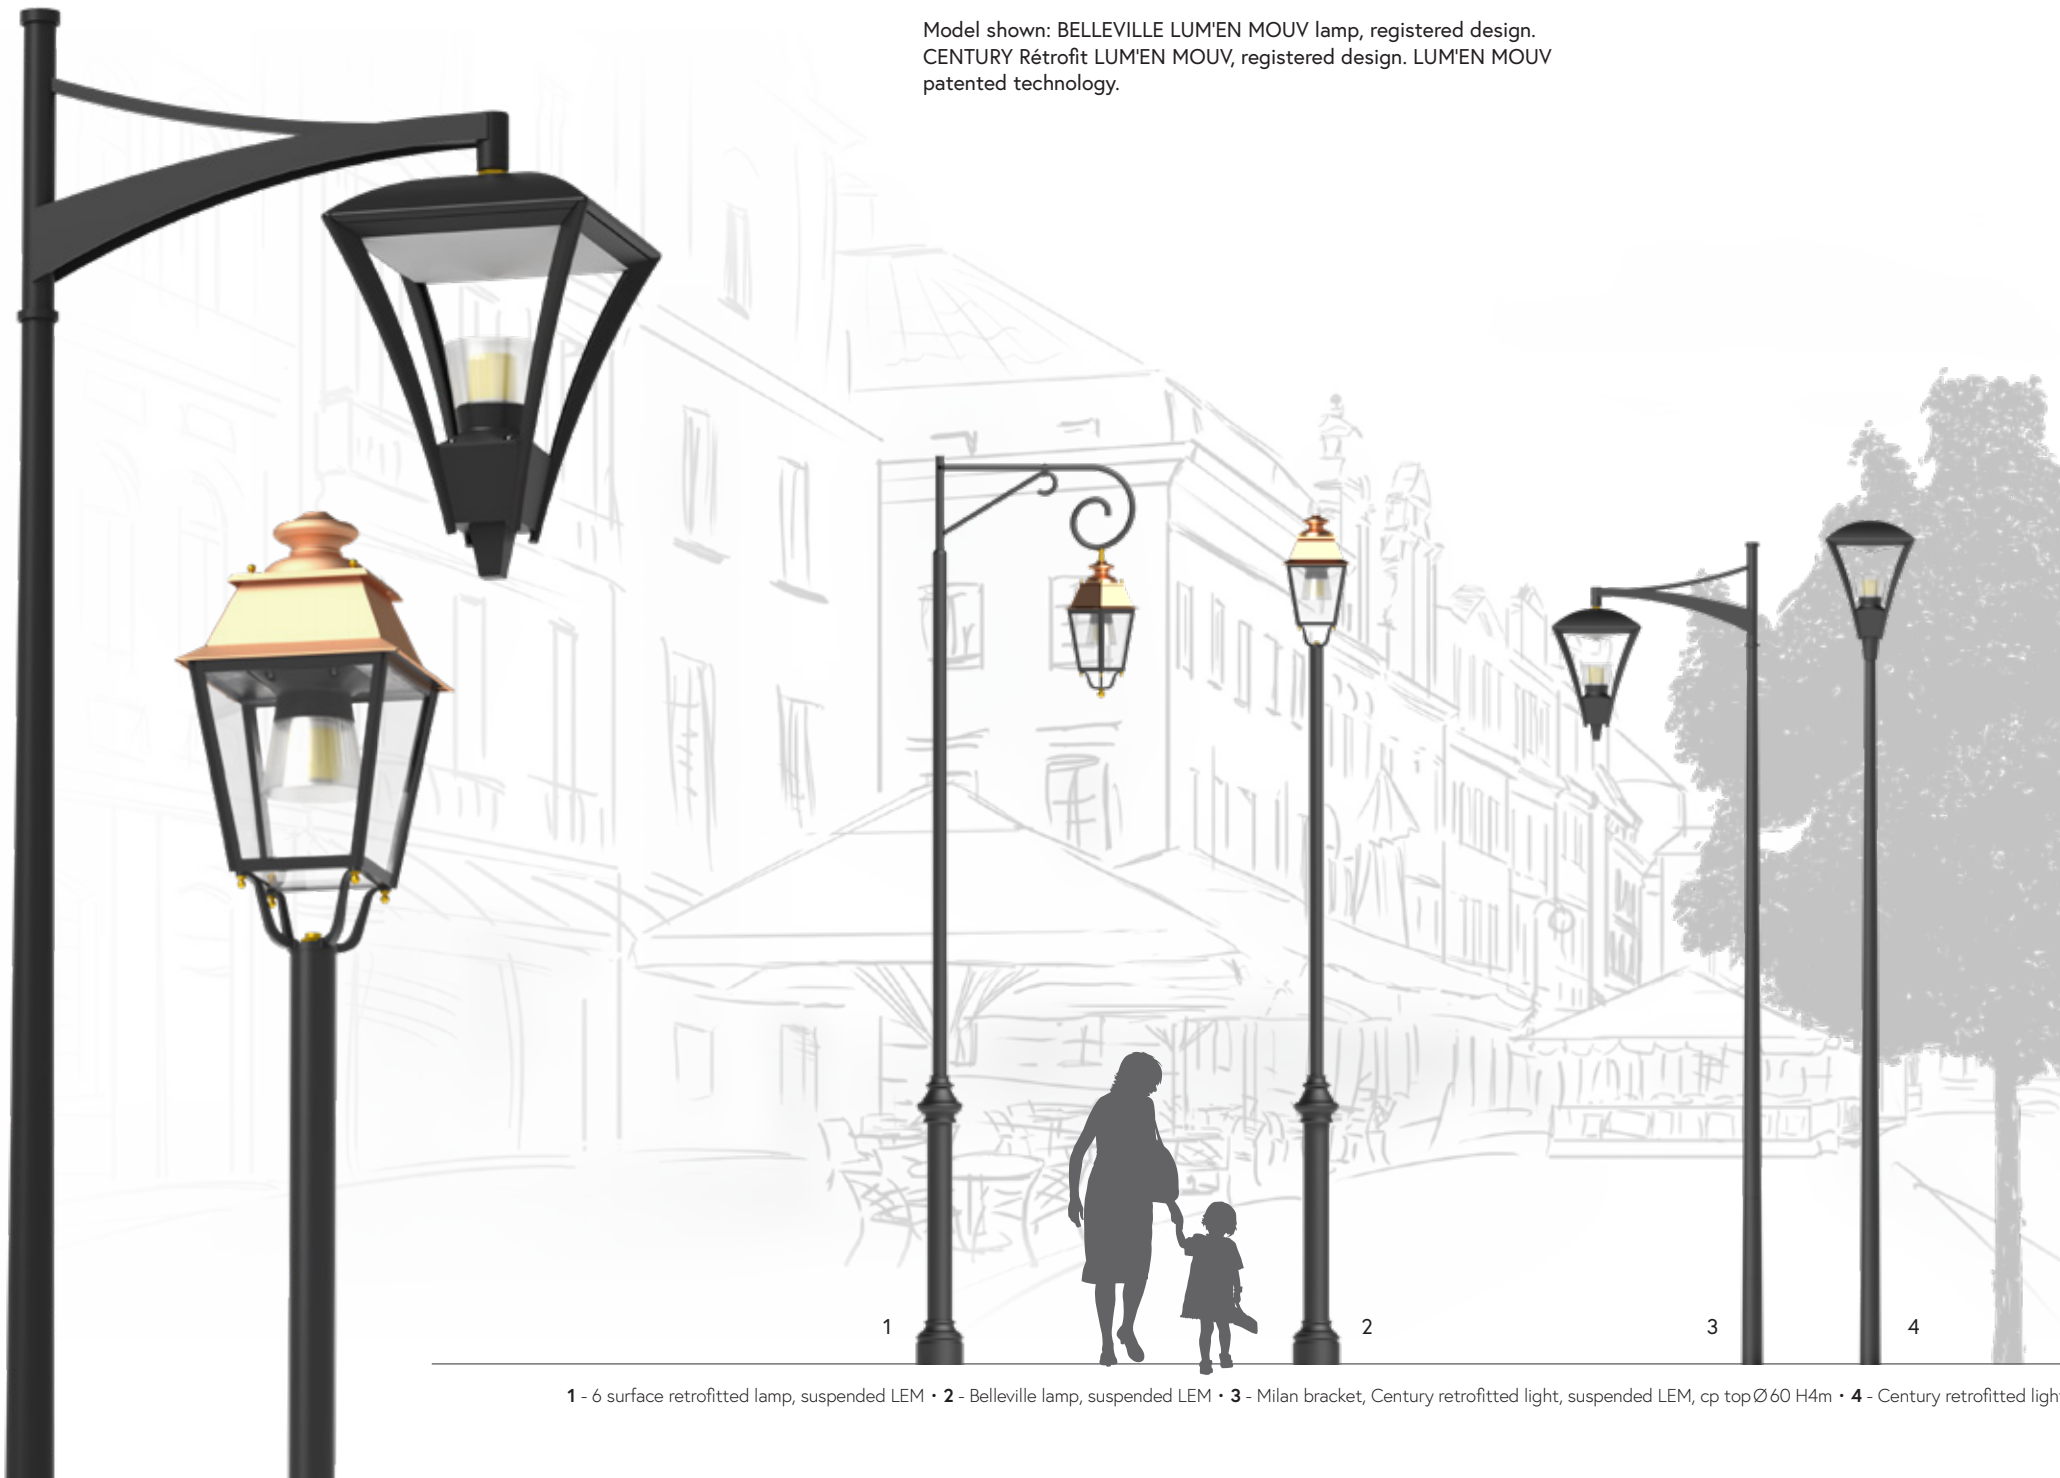 Model shown: BELLEVILLE LUM'EN MOUV lamp, registered design.
CENTURY Rétrofit LUM'EN MOUV, registered design. LUM'EN MOUV
patented technology.
1
2
3
4
1 - 6 surface retrofitted lamp, suspended LEM • 2 - Belleville lamp, suspended LEM • 3 - Milan bracket, Century retrofitted light, suspended LEM, cp top Ø 60 H4m • 4 - Century retrofitted